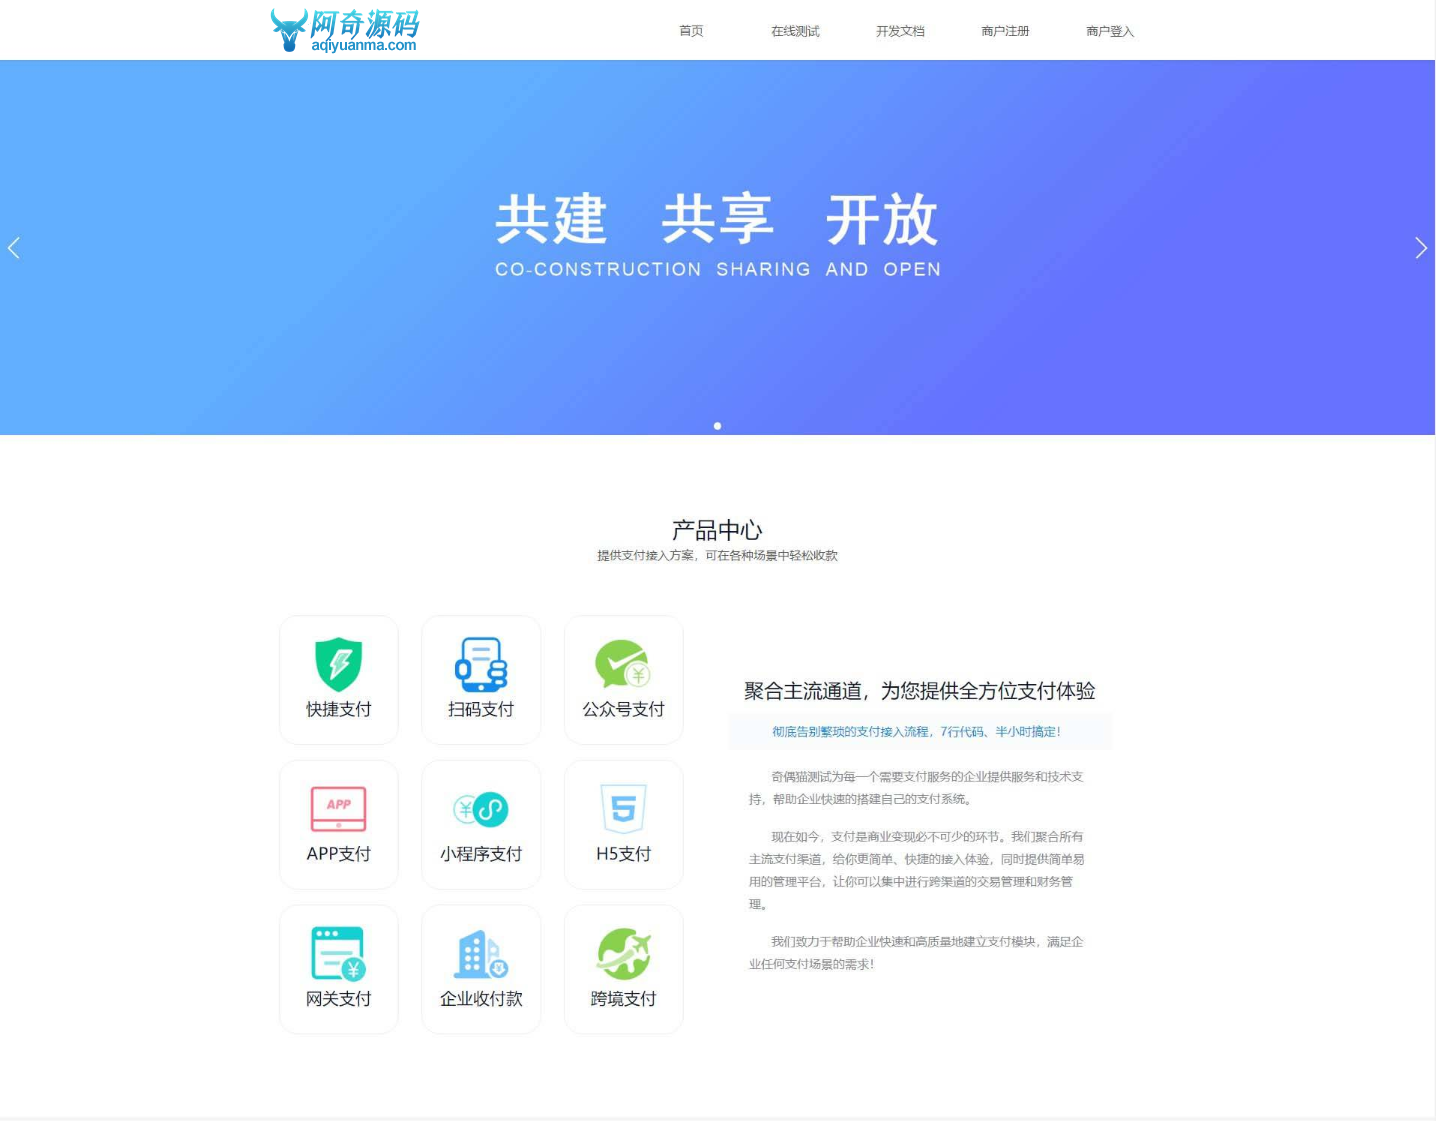 阿奇源码
aqiyuanma.com
首页 在线测试 开发文档 商户注册 商户登入
共建 共享 开放
CO-CONSTRUCTION SHARING AND OPEN
产品中心
提供支付接入方案，可在各种场景中轻松收款
快捷支付 扫码支付 公众号支付
APP
APP支付 小程序支付 H5支付
网关支付 企业收付款 跨境支付
聚合主流通道，为您提供全方位支付体验
彻底告别繁琐的支付接入流程，7行代码、半小时搞定！
奇偶猫测试为每一个需要支付服务的企业提供服务和技术支
持，帮助企业快速的搭建自己的支付系统。
现在如今，支付是商业变现必不可少的环节。我们聚合所有
主流支付渠道，给你更简单、快捷的接入体验，同时提供简单易
用的管理平台，让你可以集中进行跨渠道的交易管理和财务管
理。
我们致力于帮助企业快速和高质量地建立支付模块，满足企
业任何支付场景的需求！